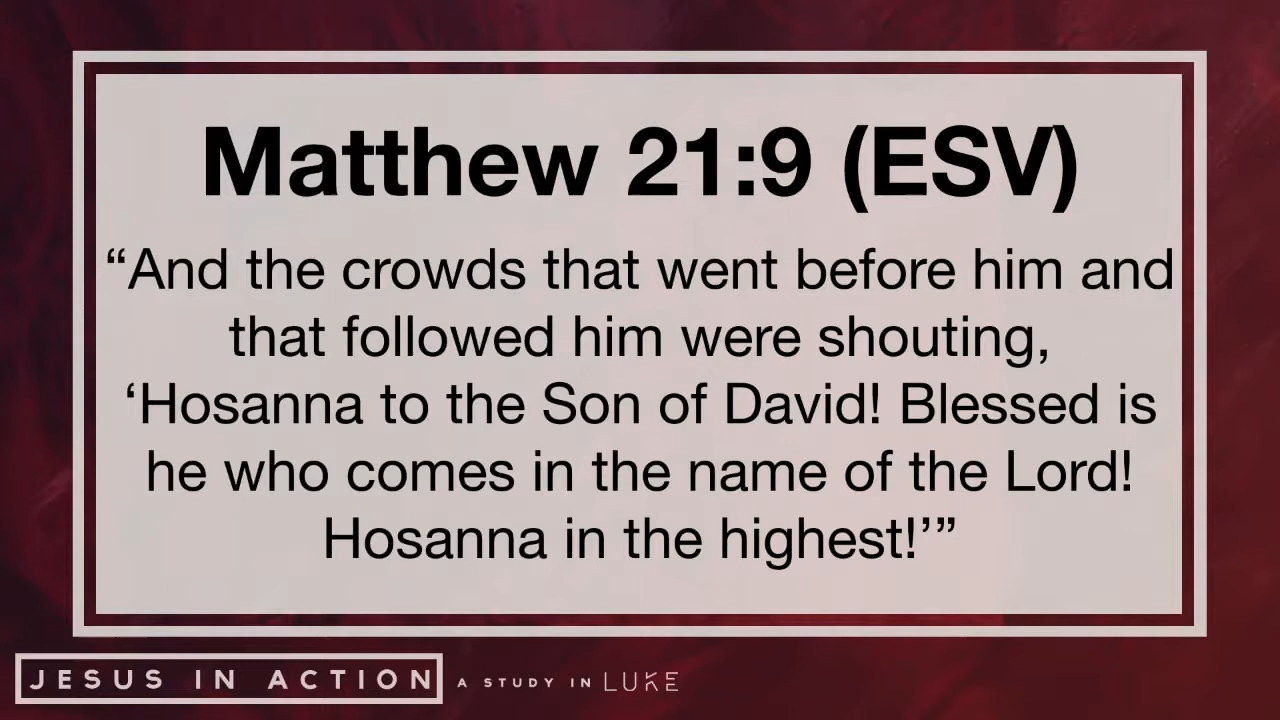 Matthew 21:9 (ESV)
“And the crowds that went before him and
that followed him were shouting,
‘Hosanna to the Son of David! Blessed is
he who comes in the name of the Lord!
Hosanna in the highest!’”
JESUS IN ACTION A STUDY IN LUKE